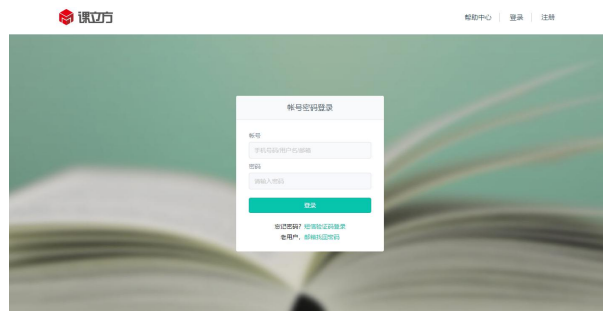 课立方
帮助中心 登录 注册
帐号密码登录
帐号
手机号码/用户名/邮箱
密码
请输入密码
登录
忘记密码? 短信验证码登录
老用户，邮箱找回密码